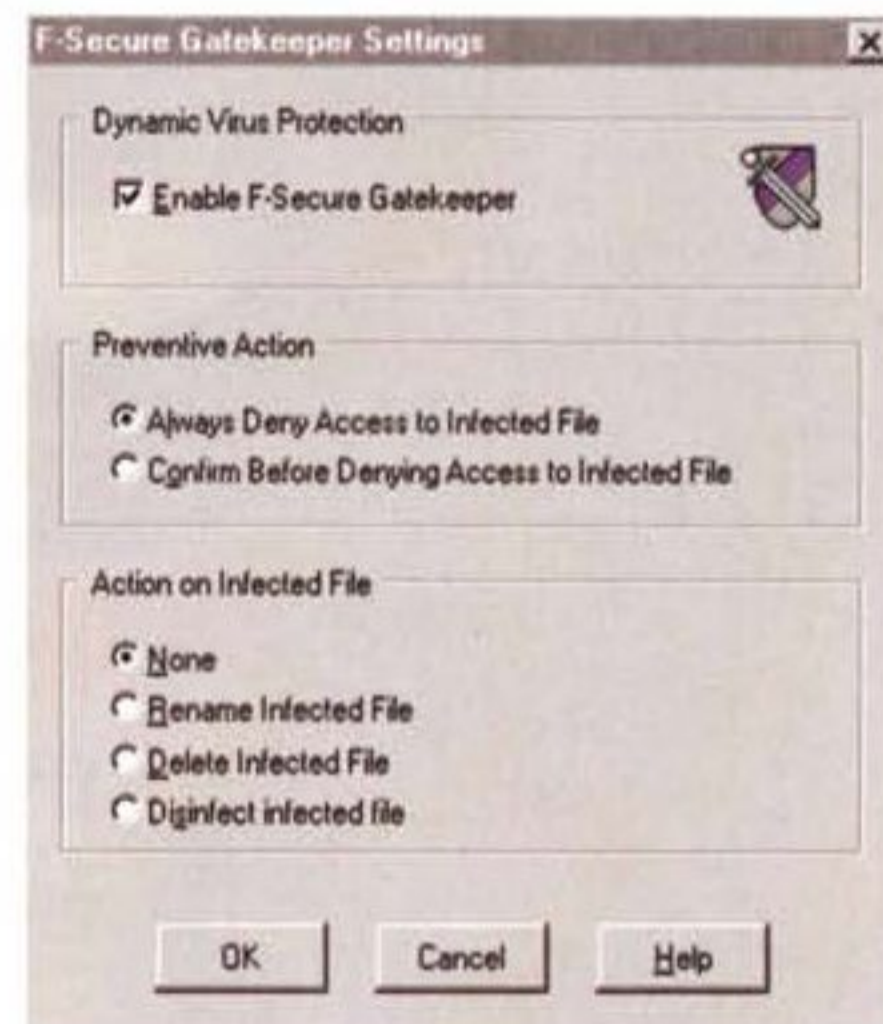 F-Secure Gatekeeper Settings
Dynamic Virus Protection
Enable F-Secure Gatekeeper
Preventive Action
Always Deny Access to Infected File
Confirm Before Denying Access to Infected File
Action on Infected File
None
Rename Infected File
Delete Infected File
Disinfect infected file
OK
Cancel
Help